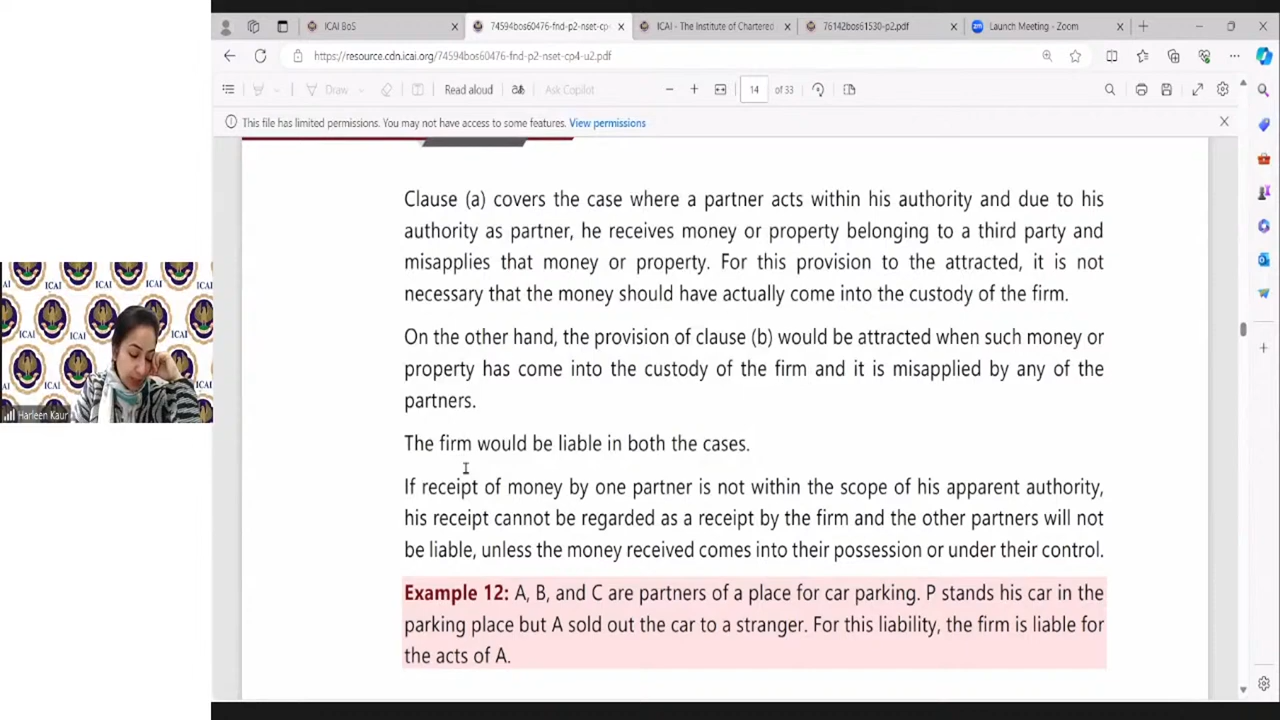 ICAI BoS
74594bos60476-fnd-p2-nset-cp-
ICAI - The Institute of Chartered
76142bos61530-p2.pdf
Launch Meeting - Zoom
https://resource.cdn.icai.org/74594bos60476-fnd-p2-nset-cp4-u2.pdf
Draw
Read aloud
Ask Copilot
14 of 33
This file has limited permissions. You may not have access to some features. View permissions
Clause (a) covers the case where a partner acts within his authority and due to his
authority as partner, he receives money or property belonging to a third party and
misapplies that money or property. For this provision to the attracted, it is not
necessary that the money should have actually come into the custody of the firm.
On the other hand, the provision of clause (b) would be attracted when such money or
property has come into the custody of the firm and it is misapplied by any of the
partners.
The firm would be liable in both the cases.
If receipt of money by one partner is not within the scope of his apparent authority,
his receipt cannot be regarded as a receipt by the firm and the other partners will not
be liable, unless the money received comes into their possession or under their control.
Example 12: A, B, and C are partners of a place for car parking. P stands his car in the
parking place but A sold out the car to a stranger. For this liability, the firm is liable for
the acts of A.
ICAI
ICAI
ICAI
ICAI
ICAI
ICAI
Harleen Kaur